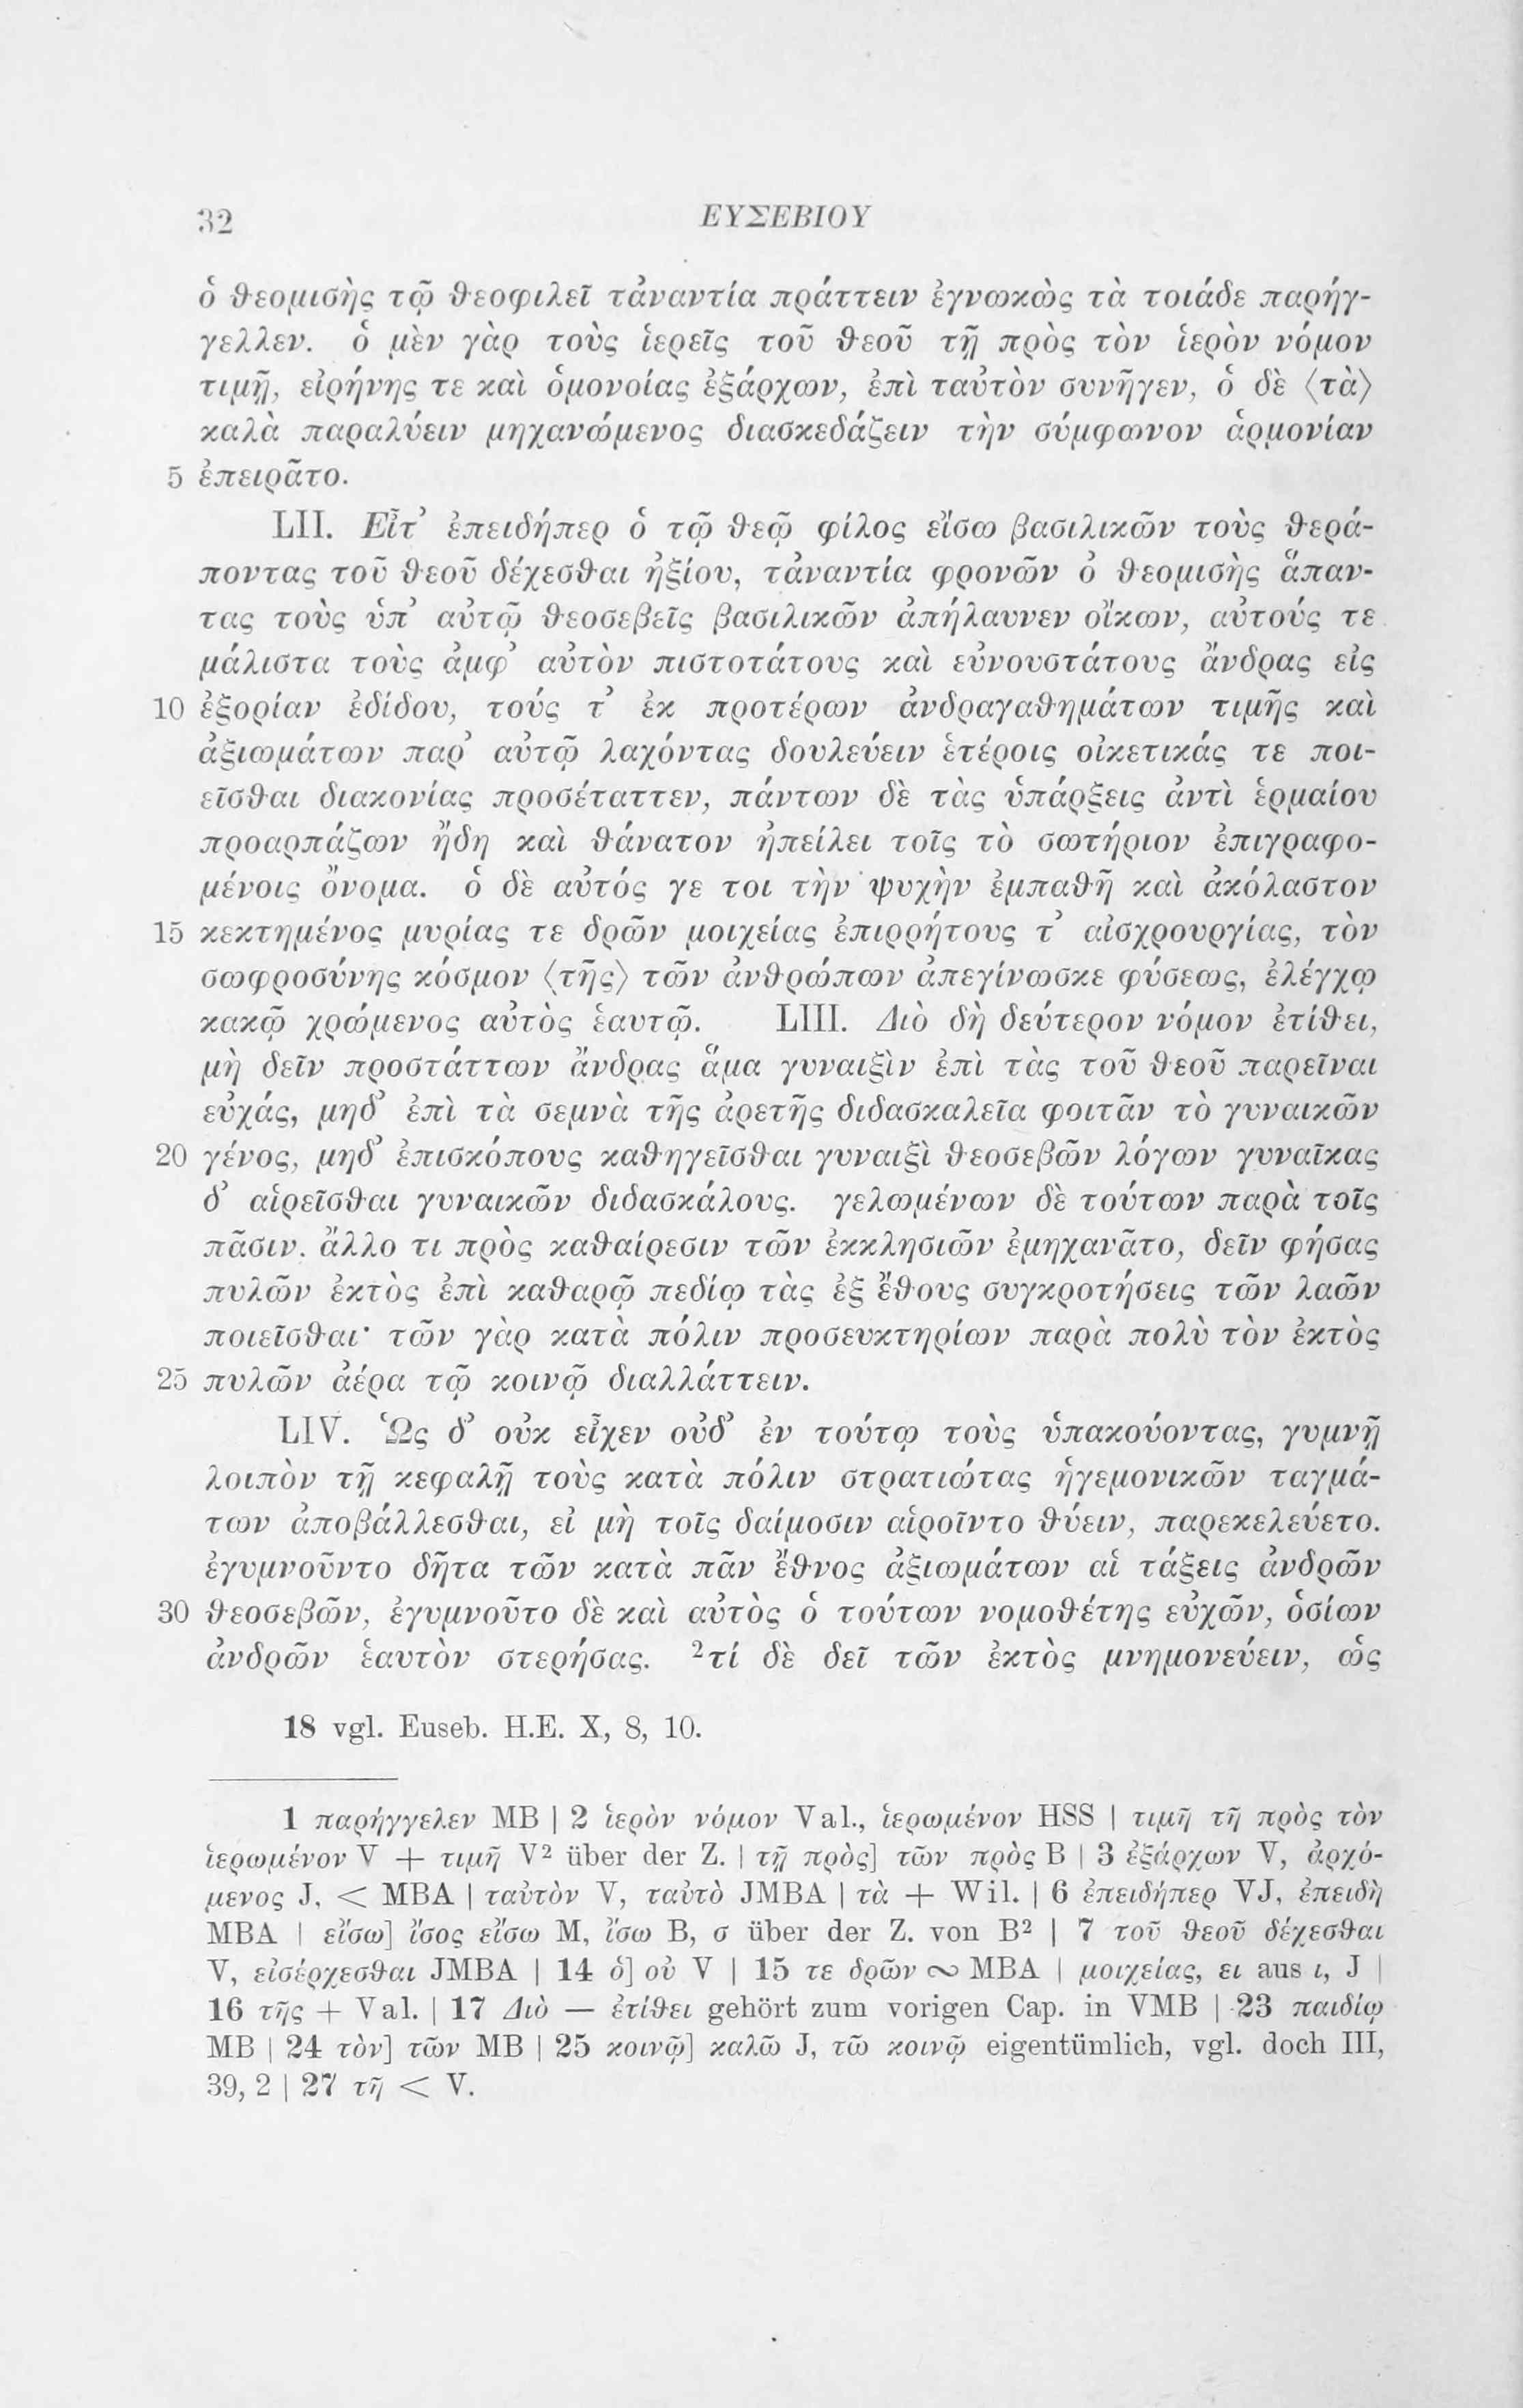 32
ΕΥΣΕΒΙΟΥ
ὁ θεομισὴς τῷ θεοφιλεῖ τἀναντία πράττειν ἐγνωκὼς τὰ τοιάδε παρήγ-
γελλεν. ὁ μὲν γὰρ τοὺς ἱερεῖς τοῦ θεοῦ τῇ πρὸς τὸν ἱερὸν νόμον
τιμῇ, εἰρήνης τε καὶ ὁμονοίας ἐξάρχων, ἐπὶ ταὐτὸν συνῆγεν, ὁ δὲ ⟨τὰ⟩
καλὰ παραλύειν μηχανώμενος διασκεδάζειν τὴν σύμφωνον ἁρμονίαν
5 ἐπειρᾶτο.
LII. Εἶτ’ ἐπειδήπερ ὁ τῷ θεῷ φίλος εἴσω βασιλικῶν τοὺς θερά-
ποντας τοῦ θεοῦ δέχεσθαι ἠξίου, τἀναντία φρονῶν ὁ θεομισὴς ἅπαν-
τας τοὺς ὑπ’ αὐτῷ θεοσεβεῖς βασιλικῶν ἀπήλαυνεν οἴκων, αὐτούς τε
μάλιστα τοὺς ἀμφ’ αὐτὸν πιστοτάτους καὶ εὐνουστάτους ἄνδρας εἰς
10 ἐξορίαν ἐδίδου, τούς τ’ ἐκ προτέρων ἀνδραγαθημάτων τιμῆς καὶ
ἀξιωμάτων παρ’ αὐτῷ λαχόντας δουλεύειν ἑτέροις οἰκετικάς τε ποι-
εῖσθαι διακονίας προσέταττεν, πάντων δὲ τὰς ὑπάρξεις ἀντὶ ἑρμαίου
προαρπάζων ἤδη καὶ θάνατον ἠπείλει τοῖς τὸ σωτήριον ἐπιγραφο-
μένοις ὄνομα. ὁ δὲ αὐτός γε τοι τὴν ψυχὴν ἐμπαθῆ καὶ ἀκόλαστον
15 κεκτημένος μυρίας τε δρῶν μοιχείας ἐπιρρήτους τ’ αἰσχρουργίας, τὸν
σωφροσύνης κόσμον ⟨τῆς⟩ τῶν ἀνθρώπων ἀπεγίνωσκε φύσεως, ἐλέγχῳ
κακῷ χρώμενος αὐτὸς ἑαυτῷ. LIII. Διὸ δὴ δεύτερον νόμον ἐτίθει,
μὴ δεῖν προστάττων ἄνδρας ἅμα γυναιξὶν ἐπὶ τὰς τοῦ θεοῦ παρεῖναι
εὐχάς, μηδ’ ἐπὶ τὰ σεμνὰ τῆς ἀρετῆς διδασκαλεῖα φοιτᾶν τὸ γυναικῶν
20 γένος, μηδ’ ἐπισκόπους καθηγεῖσθαι γυναιξὶ θεοσεβῶν λόγων γυναῖκας
δ’ αἱρεῖσθαι γυναικῶν διδασκάλους. γελωμένων δὲ τούτων παρὰ τοῖς
πᾶσιν. ἄλλο τι πρὸς καθαίρεσιν τῶν ἐκκλησιῶν ἐμηχανᾶτο, δεῖν φήσας
πυλῶν ἐκτὸς ἐπὶ καθαρῷ πεδίῳ τὰς ἐξ ἔθους συγκροτήσεις τῶν λαῶν
ποιεῖσθαι· τῶν γὰρ κατὰ πόλιν προσευκτηρίων παρὰ πολὺ τὸν ἐκτὸς
25 πυλῶν ἀέρα τῷ κοινῷ διαλλάττειν.
LIV. Ὡς δ’ οὐκ εἶχεν οὐδ’ ἐν τούτῳ τοὺς ὑπακούοντας, γυμνῇ
λοιπὸν τῇ κεφαλῇ τοὺς κατὰ πόλιν στρατιώτας ἡγεμονικῶν ταγμά-
των ἀποβάλλεσθαι, εἰ μὴ τοῖς δαίμοσιν αἱροῖντο θύειν, παρεκελεύετο.
ἐγυμνοῦντο δῆτα τῶν κατὰ πᾶν ἔθνος ἀξιωμάτων αἱ τάξεις ἀνδρῶν
30 θεοσεβῶν, ἐγυμνοῦτο δὲ καὶ αὐτὸς ὁ τούτων νομοθέτης εὐχῶν, ὁσίων
ἀνδρῶν ἑαυτὸν στερήσας. ²τί δὲ δεῖ τῶν ἐκτὸς μνημονεύειν, ὡς
18 vgl. Euseb. H.E. X, 8, 10.
1 παρήγγελεν MB | 2 ἱερὸν νόμον Val., ἱερωμένον HSS | τιμῆ τῆ πρὸς τὸν
ἱερωμένον V + τιμῆ V² über der Z. | τῇ πρὸς] τῶν πρὸς B | 3 ἐξάρχων V, ἀρχό-
μενος J, < MBA | ταὐτὸν V, ταὐτὸ JMBA | τὰ + Wil. | 6 ἐπειδήπερ VJ, ἐπειδὴ
MBA | εἴσω] ἴσος εἴσω M, ἴσω B, σ über der Z. von B² | 7 τοῦ θεοῦ δέχεσθαι
V, εἰσέρχεσθαι JMBA | 14 ὁ] οὐ V | 15 τε δρῶν ∾ MBA | μοιχείας, ει aus ι, J |
16 τῆς + Val. | 17 Διὸ — ἐτίθει gehört zum vorigen Cap. in VMB | 23 παιδίῳ
MB | 24 τὸν] τῶν MB | 25 κοινῷ] καλῶ J, τῶ κοινῷ eigentümlich, vgl. doch III,
39, 2 | 27 τῆ < V.